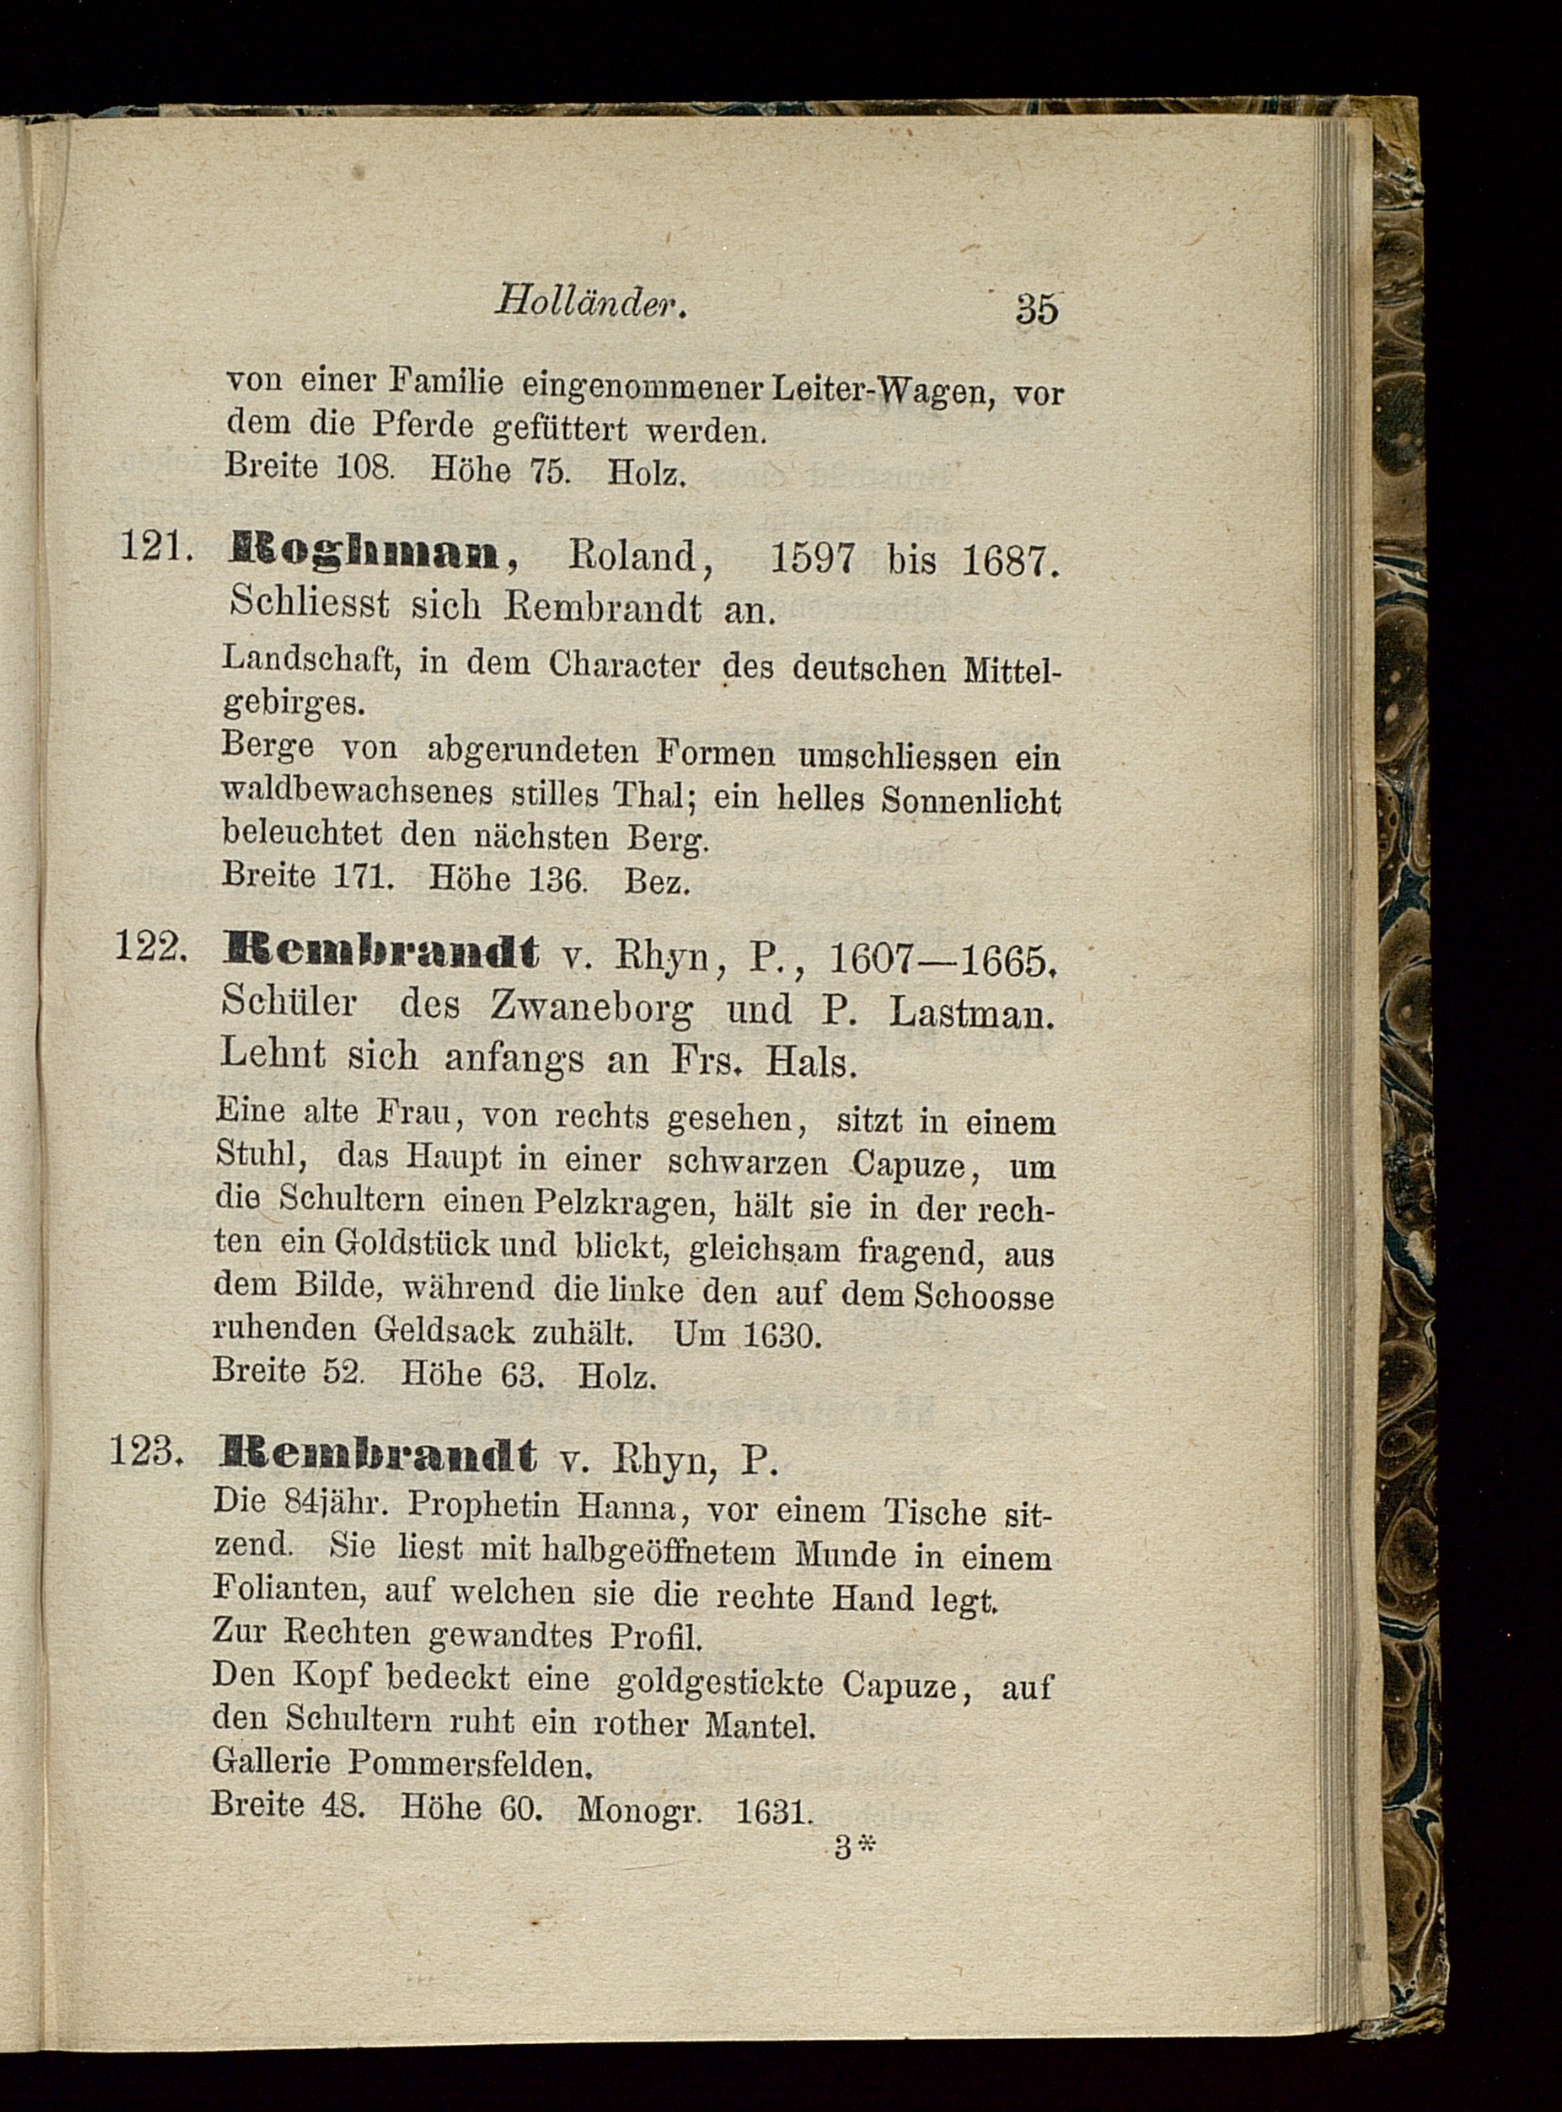 Holländer. 35
von einer Familie eingenommener Leiter-Wagen, vor
dem die Pferde gefüttert werden.
Breite 108. Höhe 75. Holz.
121. Roghman, Roland, 1597 bis 1687.
Schliesst sich Rembrandt an.
Landschaft, in dem Character des deutschen Mittel-
gebirges.
Berge von abgerundeten Formen umschliessen ein
waldbewachsenes stilles Thal; ein helles Sonnenlicht
beleuchtet den nächsten Berg.
Breite 171. Höhe 136. Bez.
122. Rembrandt v. Rhyn, P., 1607—1665.
Schüler des Zwaneborg und P. Lastman.
Lehnt sich anfangs an Frs. Hals.
Eine alte Frau, von rechts gesehen, sitzt in einem
Stuhl, das Haupt in einer schwarzen Capuze, um
die Schultern einen Pelzkragen, hält sie in der rech-
ten ein Goldstück und blickt, gleichsam fragend, aus
dem Bilde, während die linke den auf dem Schoosse
ruhenden Geldsack zuhält. Um 1630.
Breite 52. Höhe 63. Holz.
123. Rembrandt v. Rhyn, P.
Die 84jähr. Prophetin Hanna, vor einem Tische sit-
zend. Sie liest mit halbgeöffnetem Munde in einem
Folianten, auf welchen sie die rechte Hand legt.
Zur Rechten gewandtes Profil.
Den Kopf bedeckt eine goldgestickte Capuze, auf
den Schultern ruht ein rother Mantel.
Gallerie Pommersfelden.
Breite 48. Höhe 60. Monogr. 1631.
3*